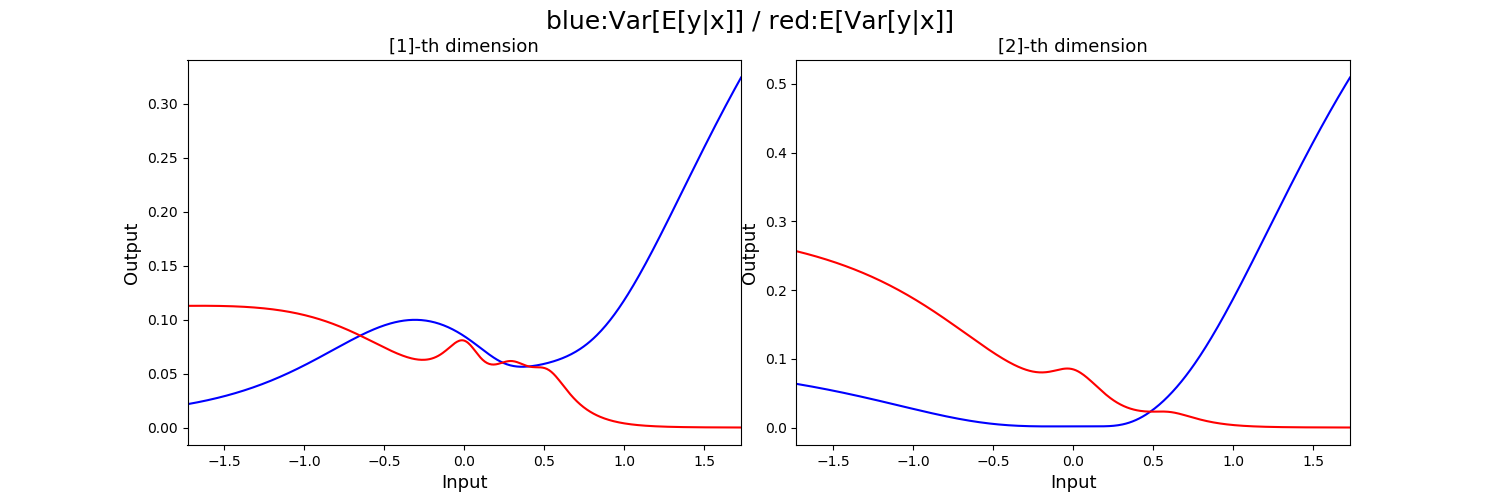 blue:Var[E[y|x]] / red:E[Var[y|x]]
[1]-th dimension
0.30
0.25
0.20
0.15
0.10
0.05
0.00
Output
−1.5 −1.0 −0.5 0.0 0.5 1.0 1.5
Input
[2]-th dimension
0.5
0.4
0.3
0.2
0.1
0.0
Output
−1.5 −1.0 −0.5 0.0 0.5 1.0 1.5
Input